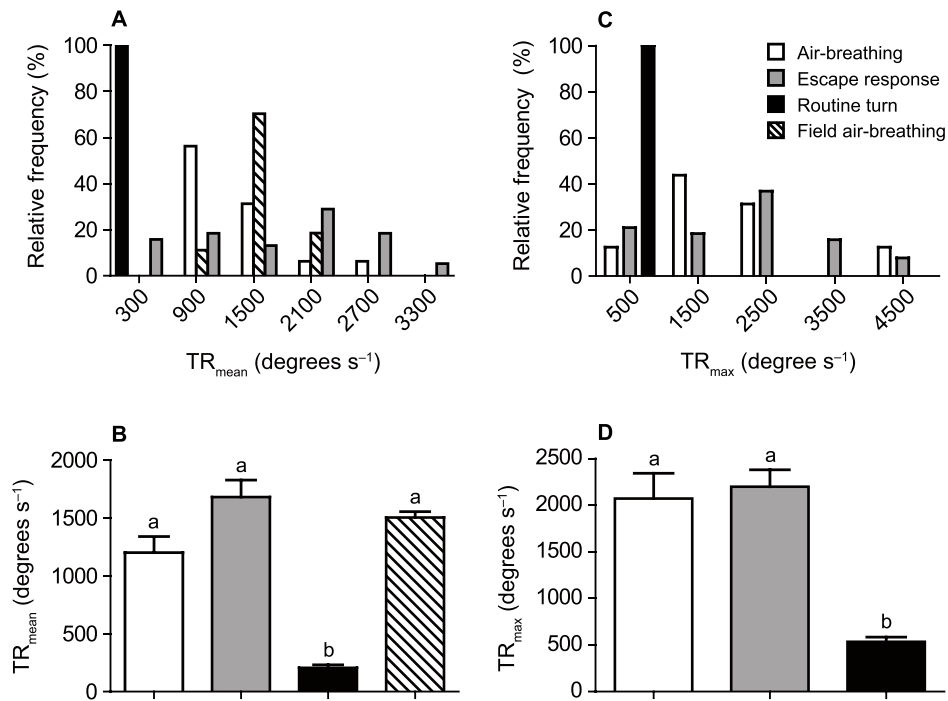 A
Relative frequency (%)
100
80
60
40
20
0
300
900
1500
2100
2700
3300
TRmean (degrees s–1)
C
Relative frequency (%)
100
80
60
40
20
0
500
1500
2500
3500
4500
TRmax (degree s–1)
Air-breathing
Escape response
Routine turn
Field air-breathing
B
TRmean (degrees s–1)
2000
1500
1000
500
0
a
a
b
a
D
TRmax (degrees s–1)
2500
2000
1500
1000
500
0
a
a
b